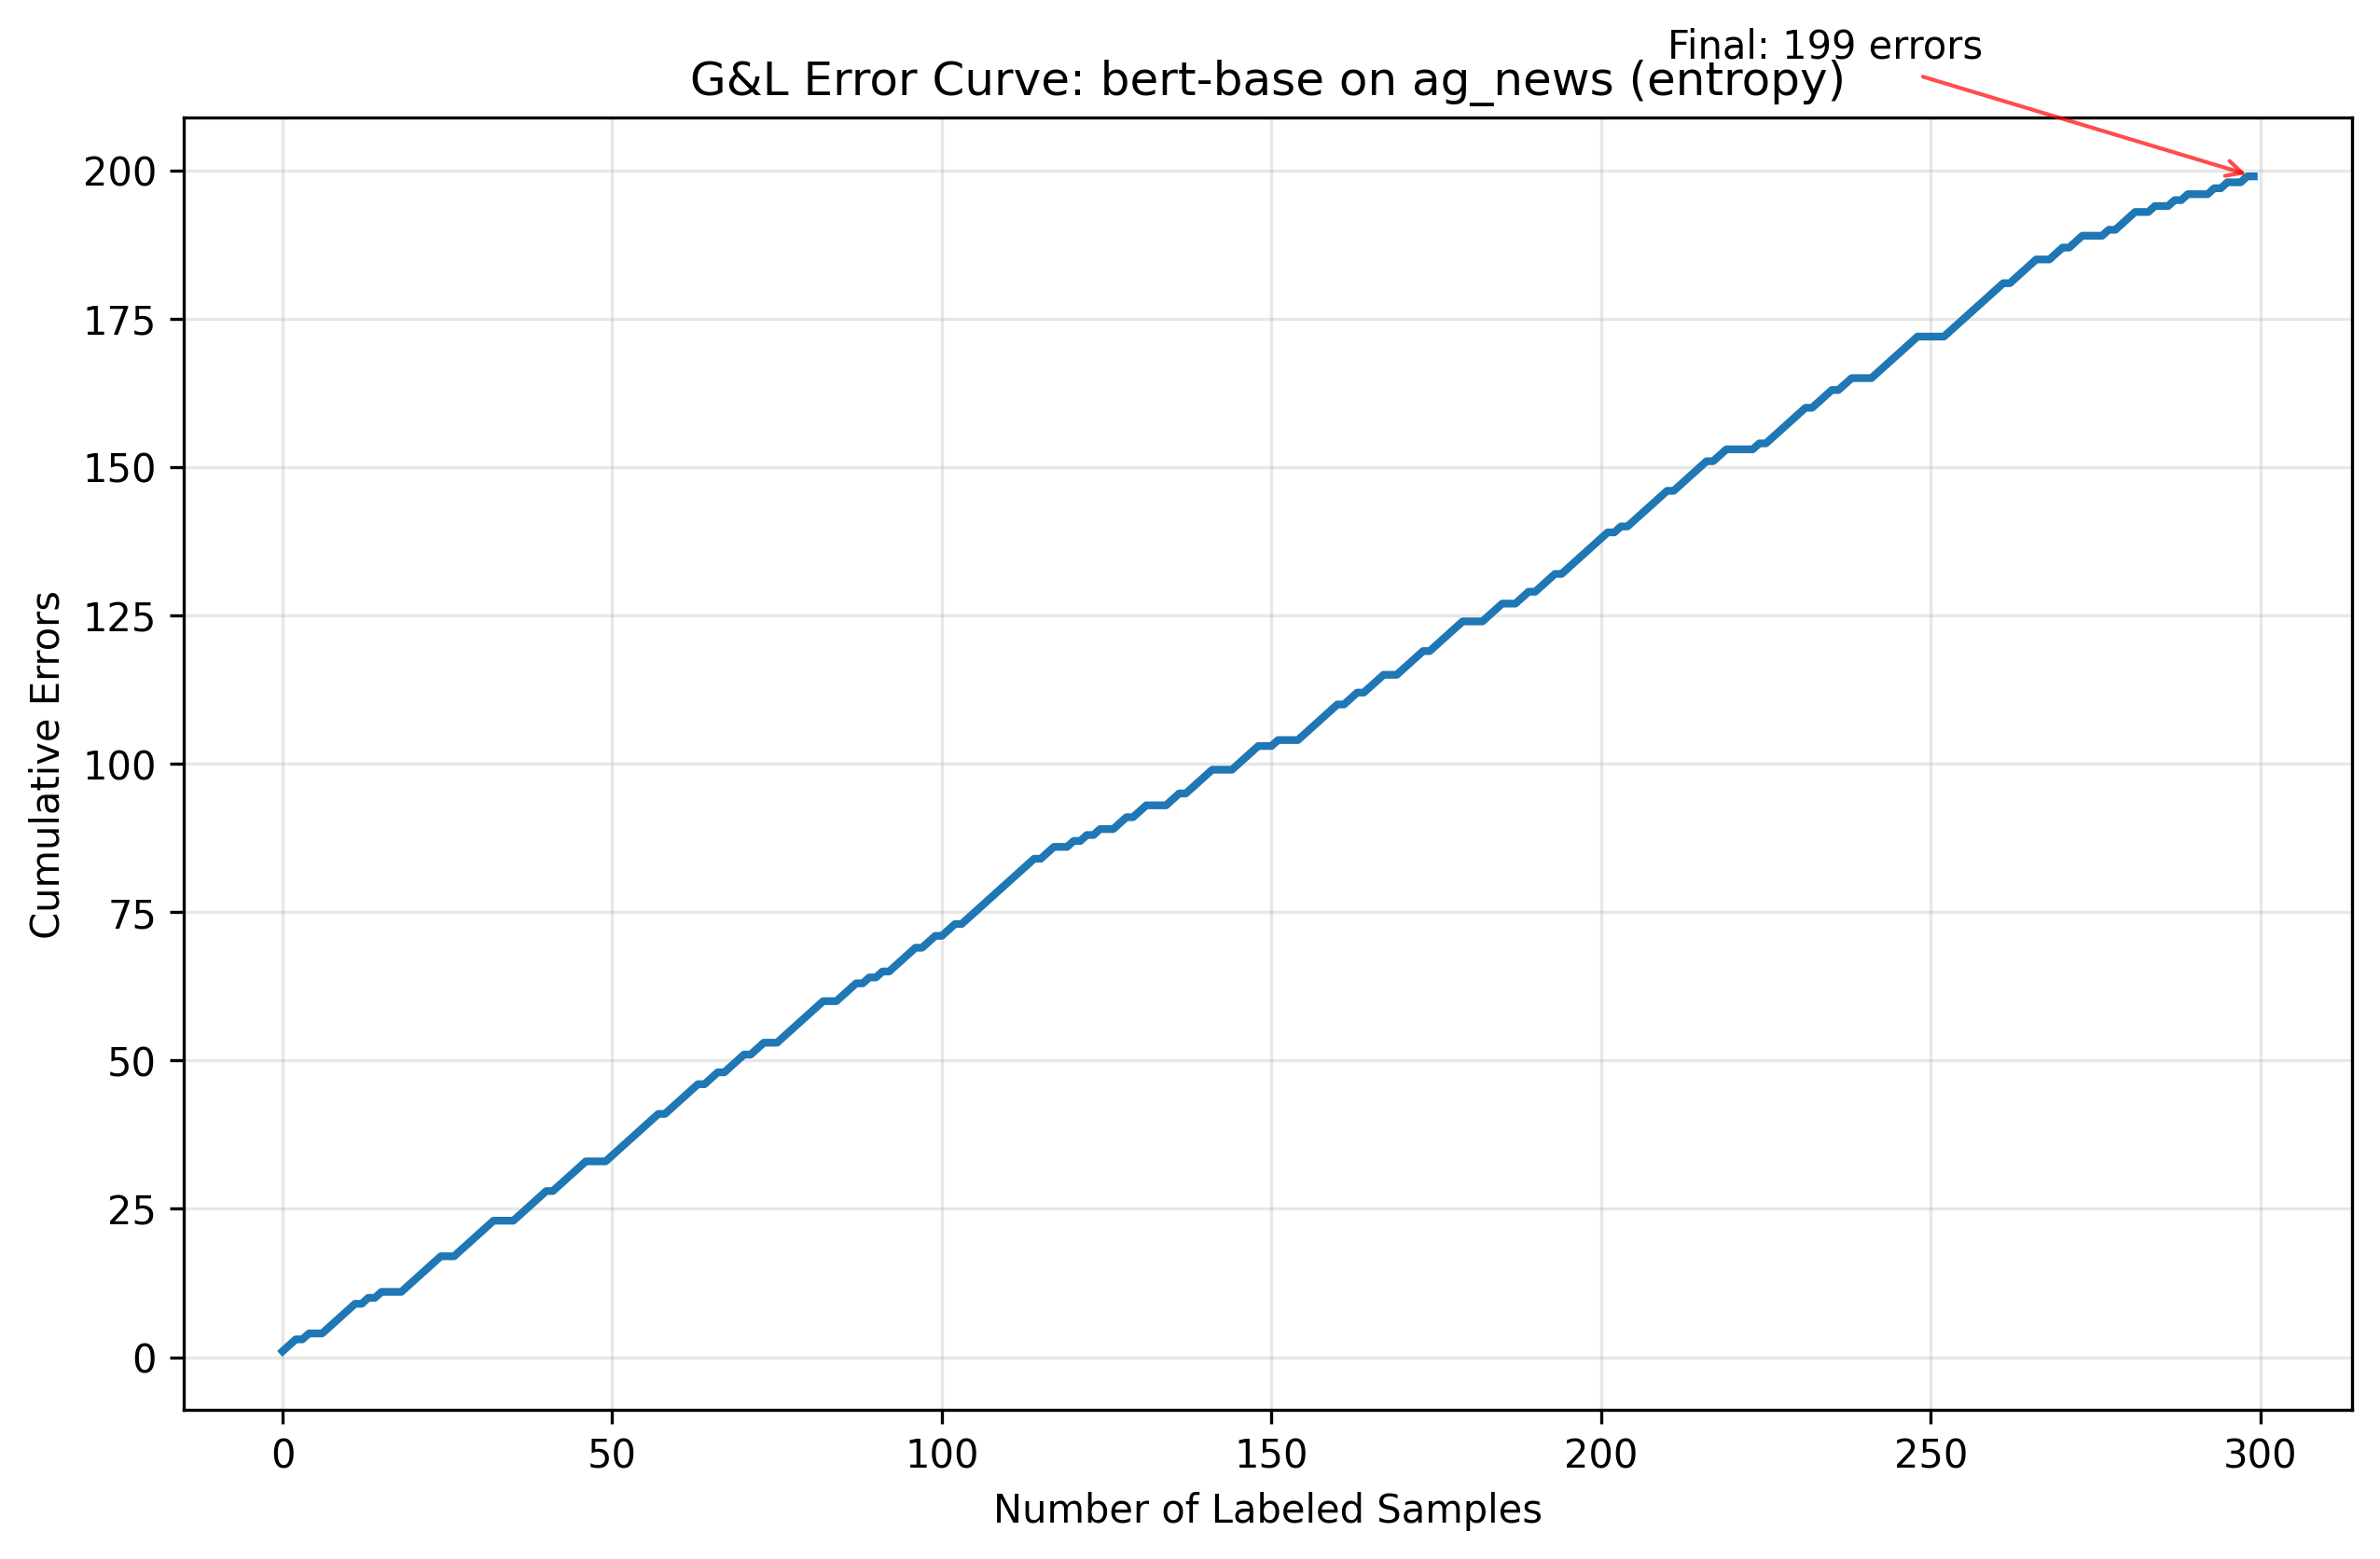 Final: 199 errors
G&L Error Curve: bert-base on ag_news (entropy)
200
175
150
125
100
75
50
25
0
Cumulative Errors
0 50 100 150 200 250 300
Number of Labeled Samples